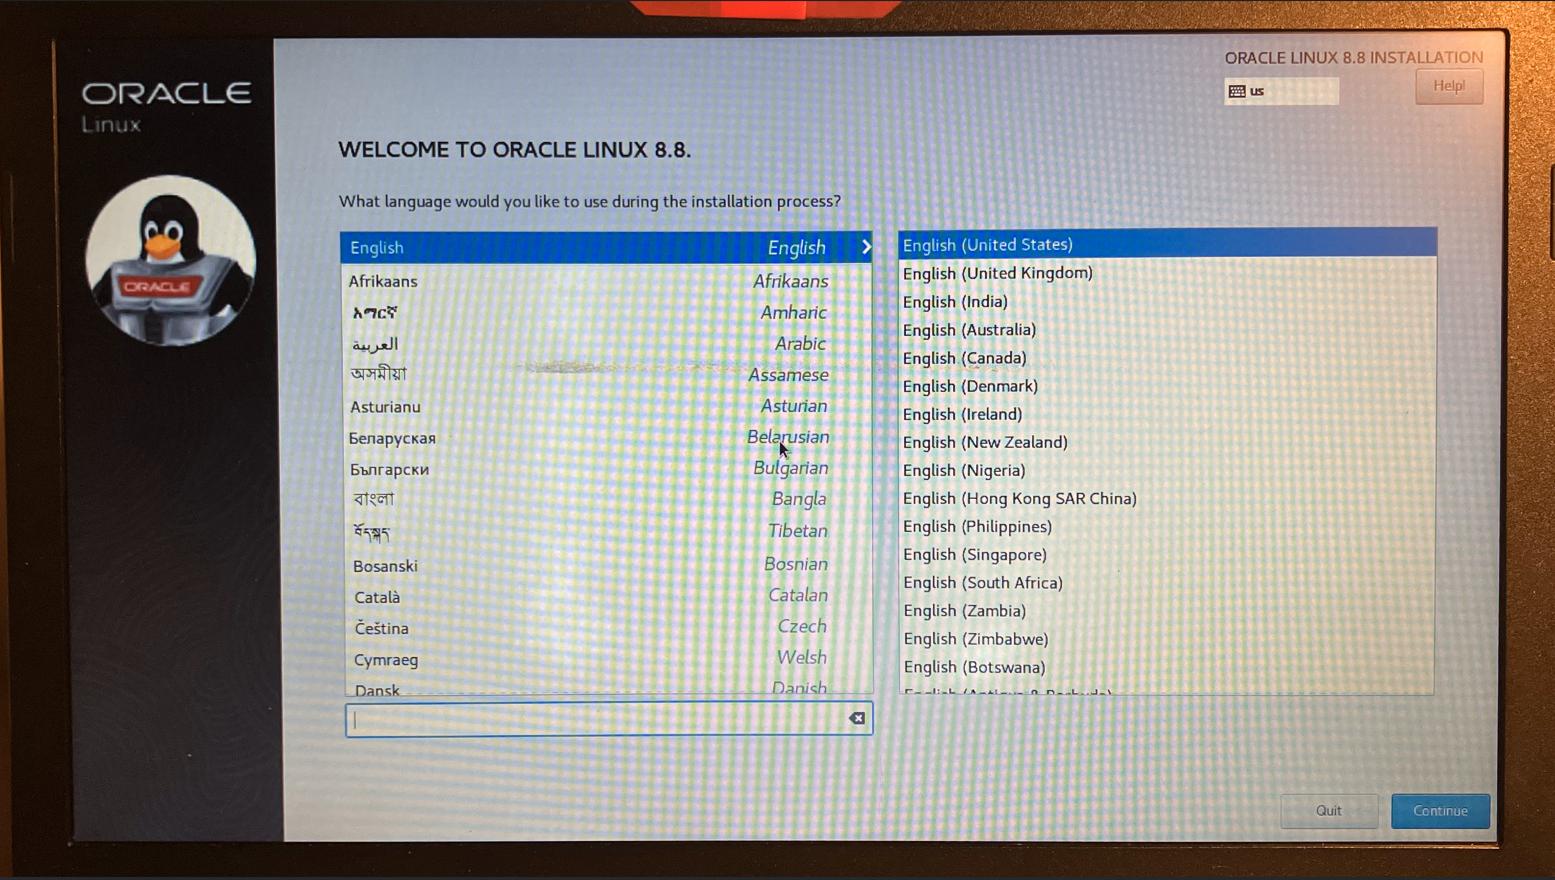 ORACLE
Linux
ORACLE
ORACLE LINUX 8.8 INSTALLATION
us
Help!
WELCOME TO ORACLE LINUX 8.8.
What language would you like to use during the installation process?
English English
Afrikaans Afrikaans
አማርኛ Amharic
العربية Arabic
অসমীয়া Assamese
Asturianu Asturian
Беларуская Belarusian
Български Bulgarian
বাংলা Bangla
བོད་སྐད་ Tibetan
Bosanski Bosnian
Català Catalan
Čeština Czech
Cymraeg Welsh
Dansk Danish
English (United States)
English (United Kingdom)
English (India)
English (Australia)
English (Canada)
English (Denmark)
English (Ireland)
English (New Zealand)
English (Nigeria)
English (Hong Kong SAR China)
English (Philippines)
English (Singapore)
English (South Africa)
English (Zambia)
English (Zimbabwe)
English (Botswana)
English (Antigua & Barbuda)
Quit
Continue